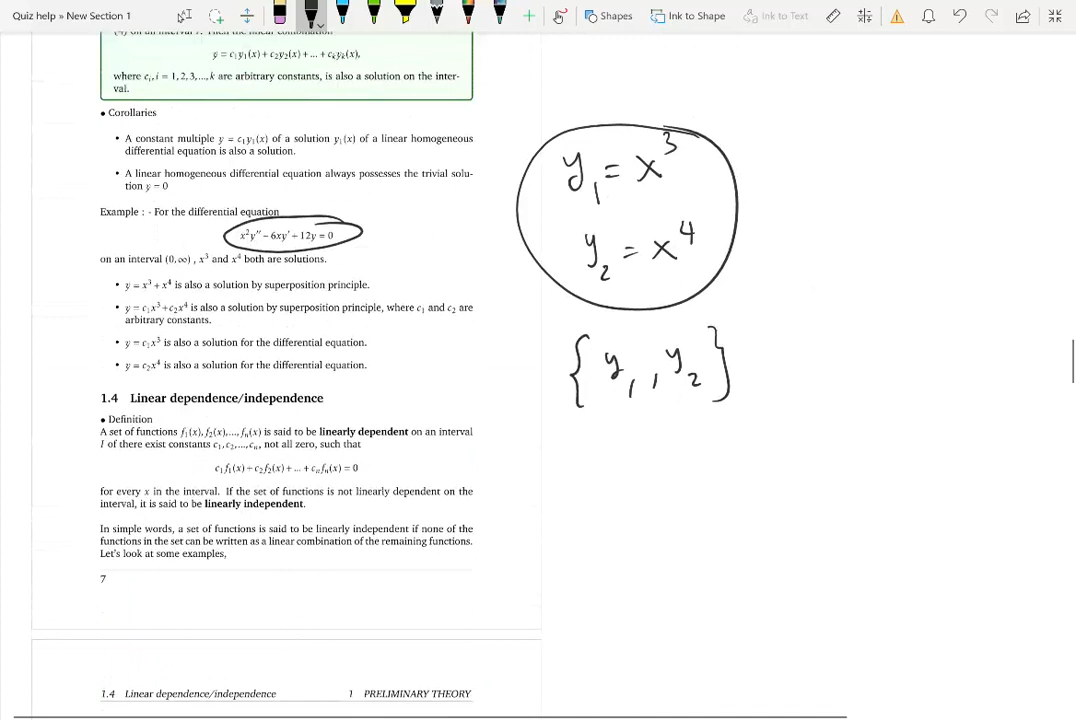 Quiz help » New Section 1
Shapes
Ink to Shape
Ink to Text
y = c₁y₁(x) + c₂y₂(x) + ... + cₖyₖ(x),
where cᵢ, i = 1, 2, 3, ..., k are arbitrary constants, is also a solution on the inter-
val.
• Corollaries
• A constant multiple y = c₁y₁(x) of a solution y₁(x) of a linear homogeneous
differential equation is also a solution.
• A linear homogeneous differential equation always possesses the trivial solu-
tion y = 0
Example : - For the differential equation
x²y″ − 6xy′ + 12y = 0
on an interval (0, ∞) , x³ and x⁴ both are solutions.
• y = x³ + x⁴ is also a solution by superposition principle.
• y = c₁x³ + c₂x⁴ is also a solution by superposition principle, where c₁ and c₂ are
arbitrary constants.
• y = c₁x³ is also a solution for the differential equation.
• y = c₂x⁴ is also a solution for the differential equation.
1.4 Linear dependence/independence
• Definition
A set of functions f₁(x), f₂(x), ..., fₙ(x) is said to be linearly dependent on an interval
I of there exist constants c₁, c₂, ..., cₙ, not all zero, such that
c₁f₁(x) + c₂f₂(x) + ... + cₙfₙ(x) = 0
for every x in the interval. If the set of functions is not linearly dependent on the
interval, it is said to be linearly independent.
In simple words, a set of functions is said to be linearly independent if none of the
functions in the set can be written as a linear combination of the remaining functions.
Let's look at some examples,
7
1.4 Linear dependence/independence 1 PRELIMINARY THEORY
y₁ = x³
y₂ = x⁴
{ y₁ , y₂ }